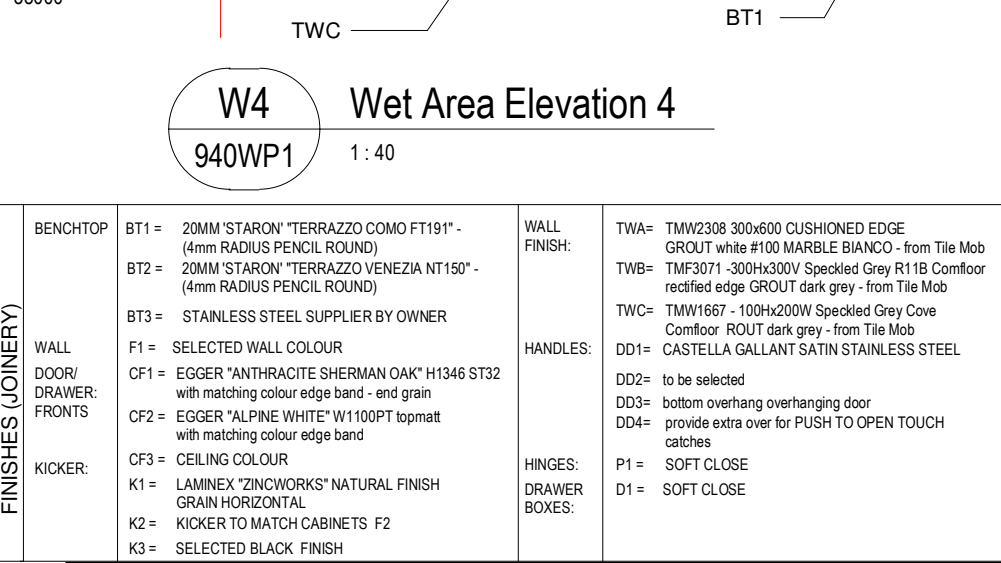 TWC
BT1
W4
940WP1
Wet Area Elevation 4
1 : 40
FINISHES (JOINERY)
BENCHTOP
BT1 = 20MM 'STARON' "TERRAZZO COMO FT191" -
(4mm RADIUS PENCIL ROUND)
BT2 = 20MM 'STARON' "TERRAZZO VENEZIA NT150" -
(4mm RADIUS PENCIL ROUND)
BT3 = STAINLESS STEEL SUPPLIER BY OWNER
WALL
F1 = SELECTED WALL COLOUR
DOOR/
DRAWER:
FRONTS
CF1 = EGGER "ANTHRACITE SHERMAN OAK" H1346 ST32
with matching colour edge band - end grain
CF2 = EGGER "ALPINE WHITE" W1100PT topmatt
with matching colour edge band
CF3 = CEILING COLOUR
KICKER:
K1 = LAMINEX "ZINCWORKS" NATURAL FINISH
GRAIN HORIZONTAL
K2 = KICKER TO MATCH CABINETS F2
K3 = SELECTED BLACK FINISH
WALL
FINISH:
TWA= TMW2308 300x600 CUSHIONED EDGE
GROUT white #100 MARBLE BIANCO - from Tile Mob
TWB= TMF3071 -300Hx300V Speckled Grey R11B Comfloor
rectified edge GROUT dark grey - from Tile Mob
TWC= TMW1667 - 100Hx200W Speckled Grey Cove
Comfloor ROUT dark grey - from Tile Mob
HANDLES:
DD1= CASTELLA GALLANT SATIN STAINLESS STEEL
DD2= to be selected
DD3= bottom overhang overhanging door
DD4= provide extra over for PUSH TO OPEN TOUCH
catches
HINGES:
P1 = SOFT CLOSE
DRAWER
BOXES:
D1 = SOFT CLOSE